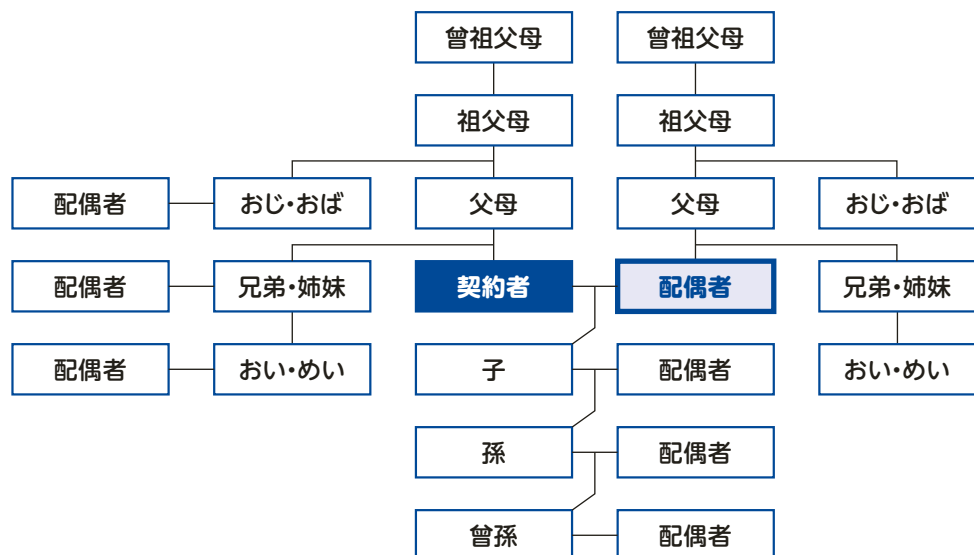 曾祖父母
曾祖父母
祖父母
祖父母
配偶者
おじ・おば
父母
父母
おじ・おば
配偶者
兄弟・姉妹
契約者
配偶者
兄弟・姉妹
配偶者
おい・めい
子
配偶者
おい・めい
孫
配偶者
曾孫
配偶者